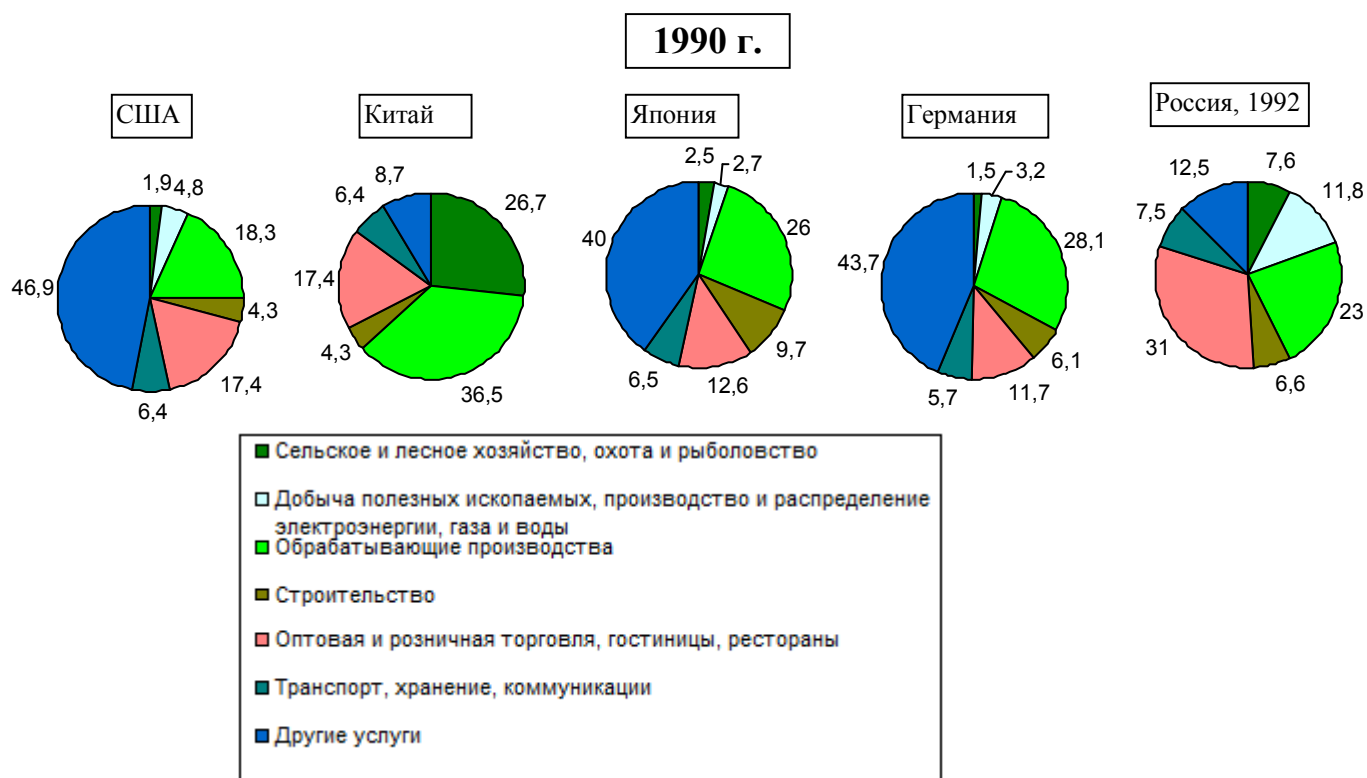 1990 г.
США
Китай
Япония
Германия
Россия, 1992
1,9
4,8
18,3
4,3
17,4
6,4
46,9
26,7
36,5
4,3
17,4
6,4
8,7
2,5
2,7
26
9,7
12,6
6,5
40
1,5
3,2
28,1
6,1
11,7
5,7
43,7
7,6
11,8
23
6,6
31
7,5
12,5
Сельское и лесное хозяйство, охота и рыболовство
Добыча полезных ископаемых, производство и распределение
электроэнергии, газа и воды
Обрабатывающие производства
Строительство
Оптовая и розничная торговля, гостиницы, рестораны
Транспорт, хранение, коммуникации
Другие услуги